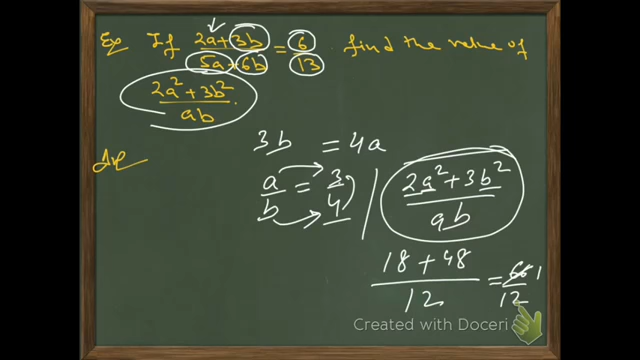 Ex If 2a + 3b / 5a + 6b = 6 / 13 . find the value of
2a² + 3b² / ab .
3b = 4a
a / b = 3 / 4 | 2a² + 3b² / ab
18 + 48 / 12 = 66 / 12
Created with Doceri